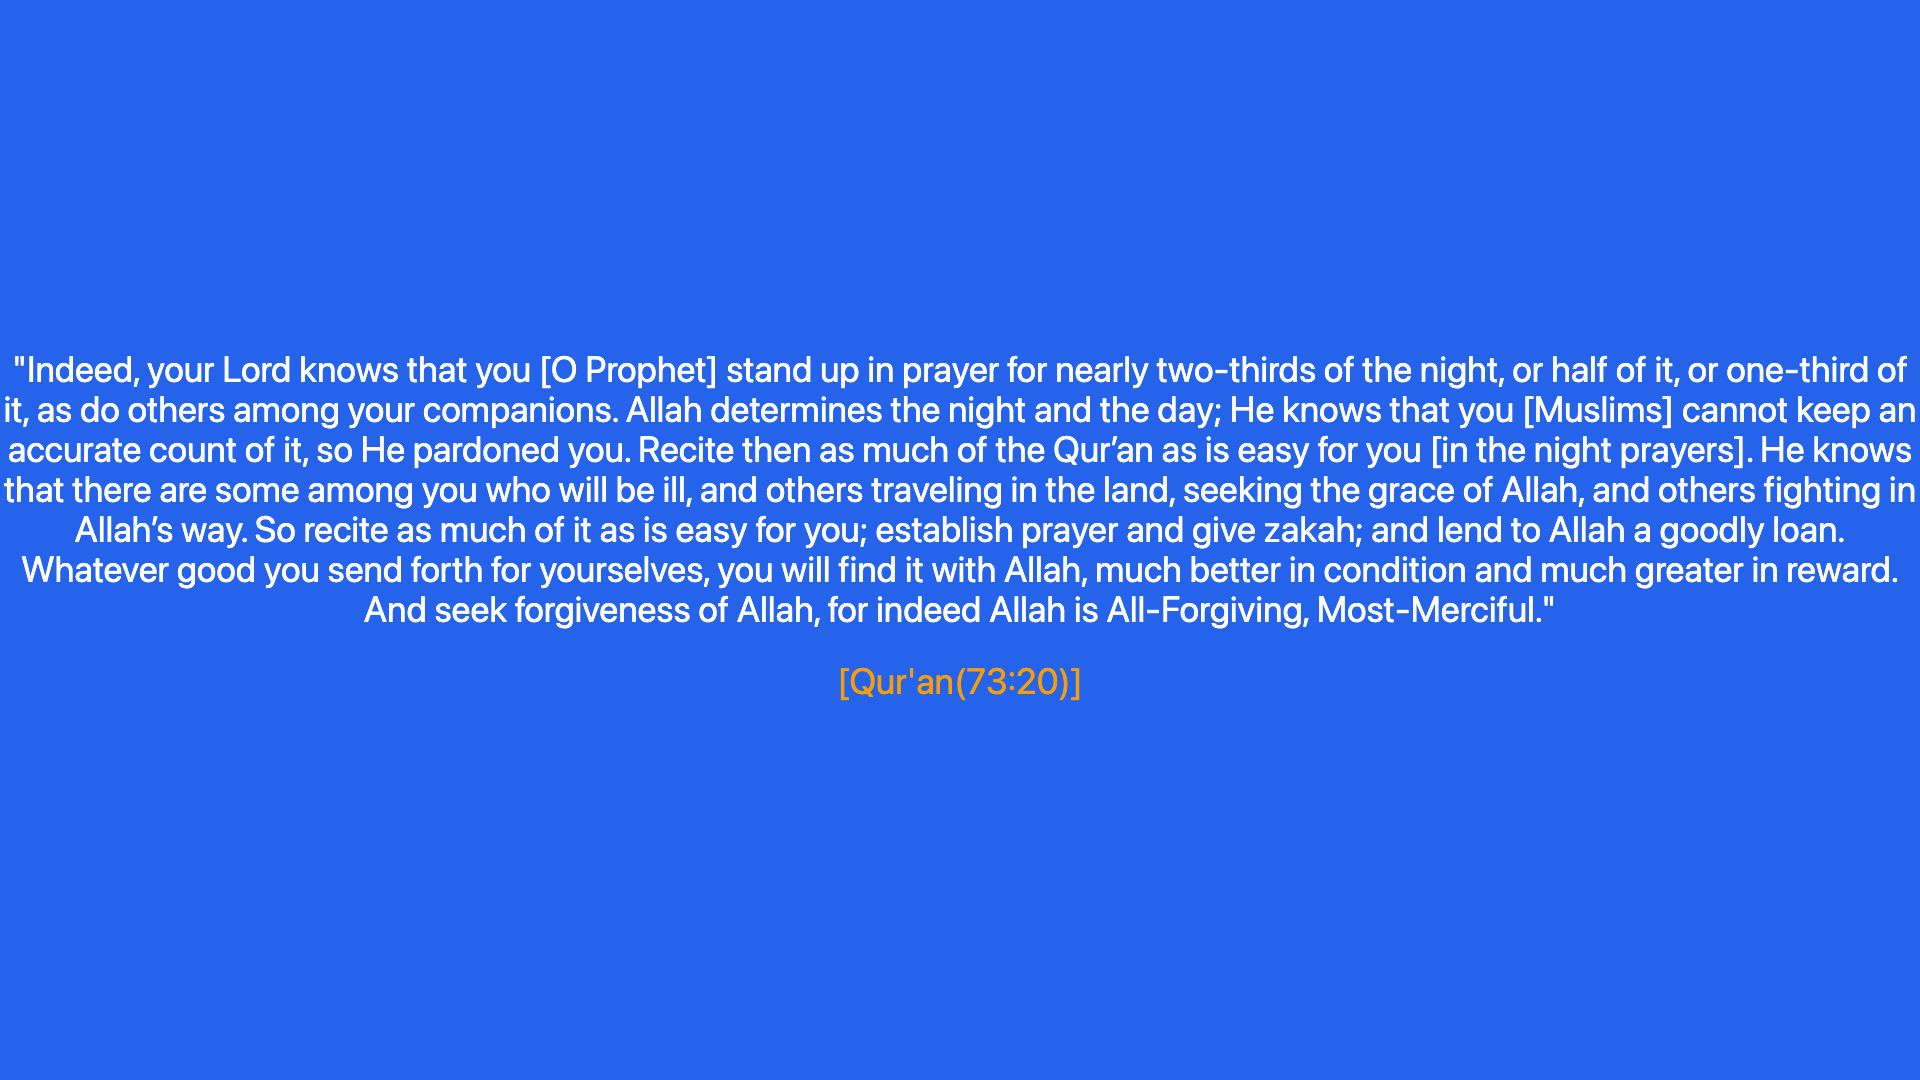 "Indeed, your Lord knows that you [O Prophet] stand up in prayer for nearly two-thirds of the night, or half of it, or one-third of
it, as do others among your companions. Allah determines the night and the day; He knows that you [Muslims] cannot keep an
accurate count of it, so He pardoned you. Recite then as much of the Qur’an as is easy for you [in the night prayers]. He knows
that there are some among you who will be ill, and others traveling in the land, seeking the grace of Allah, and others fighting in
Allah’s way. So recite as much of it as is easy for you; establish prayer and give zakah; and lend to Allah a goodly loan.
Whatever good you send forth for yourselves, you will find it with Allah, much better in condition and much greater in reward.
And seek forgiveness of Allah, for indeed Allah is All-Forgiving, Most-Merciful."
[Qur'an(73:20)]